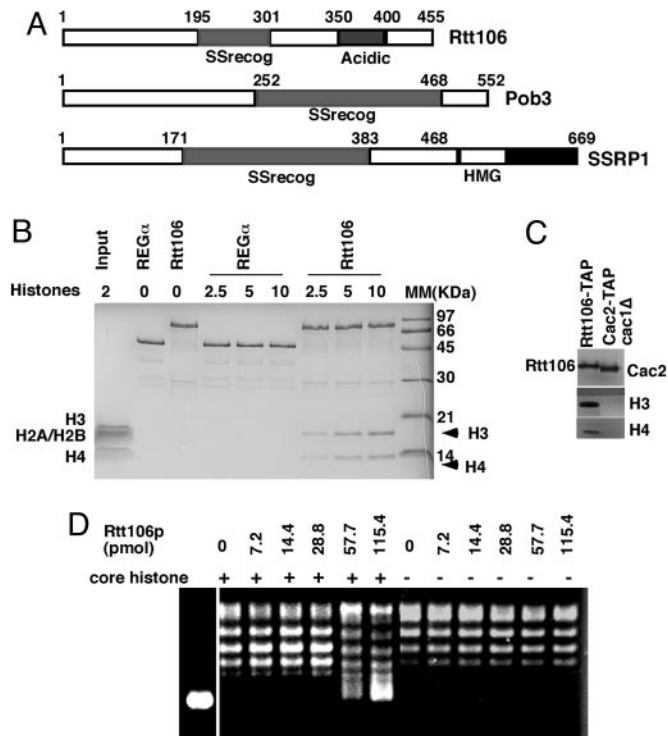 A
1 195 301 350 400 455
Rtt106
SSrecog Acidic
1 252 468 552
Pob3
SSrecog
1 171 383 468 669
SSRP1
SSrecog HMG
B
Input REGα Rtt106 REGα Rtt106
Histones 2 0 0 2.5 5 10 2.5 5 10 MM(KDa)
97
66
45
30
21
14
H3
H2A/H2B
H4
H3
H4
C
Rtt106-TAP
Cac2-TAP
cac1Δ
Rtt106 Cac2
H3
H4
D
Rtt106p
(pmol)
0 7.2 14.4 28.8 57.7 115.4 0 7.2 14.4 28.8 57.7 115.4
core histone + + + + + + - - - - - -